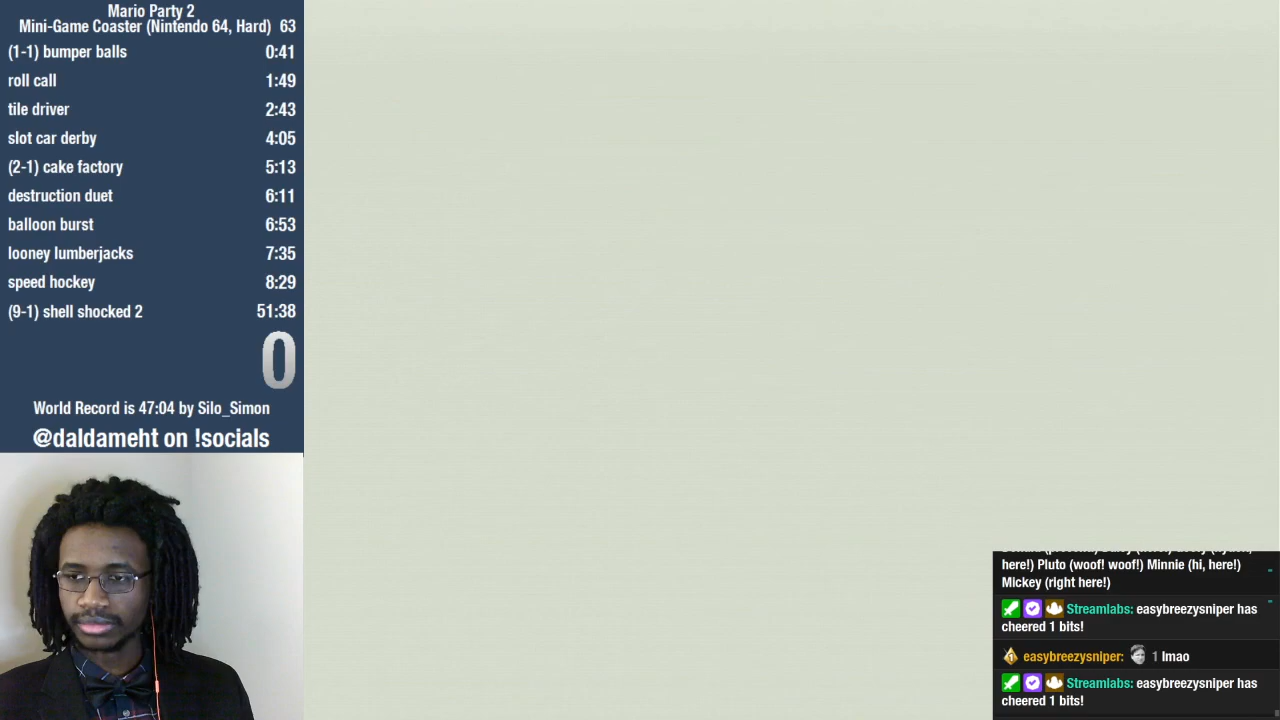 Mario Party 2
Mini-Game Coaster (Nintendo 64, Hard) 63
(1-1) bumper balls 0:41
roll call 1:49
tile driver 2:43
slot car derby 4:05
(2-1) cake factory 5:13
destruction duet 6:11
balloon burst 6:53
looney lumberjacks 7:35
speed hockey 8:29
(9-1) shell shocked 2 51:38
0
World Record is 47:04 by Silo_Simon
@daldameht on !socials
here!) Pluto (woof! woof!) Minnie (hi, here!)
Mickey (right here!)
Streamlabs: easybreezysniper has
cheered 1 bits!
easybreezysniper: 1 lmao
Streamlabs: easybreezysniper has
cheered 1 bits!